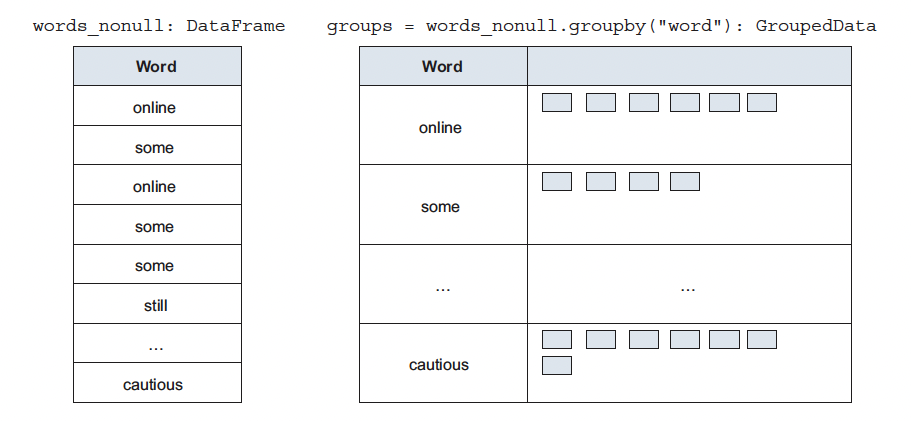 words_nonull: DataFrame
groups = words_nonull.groupby("word"): GroupedData
Word
online
some
online
some
some
still
...
cautious
Word
online
some
... ...
cautious